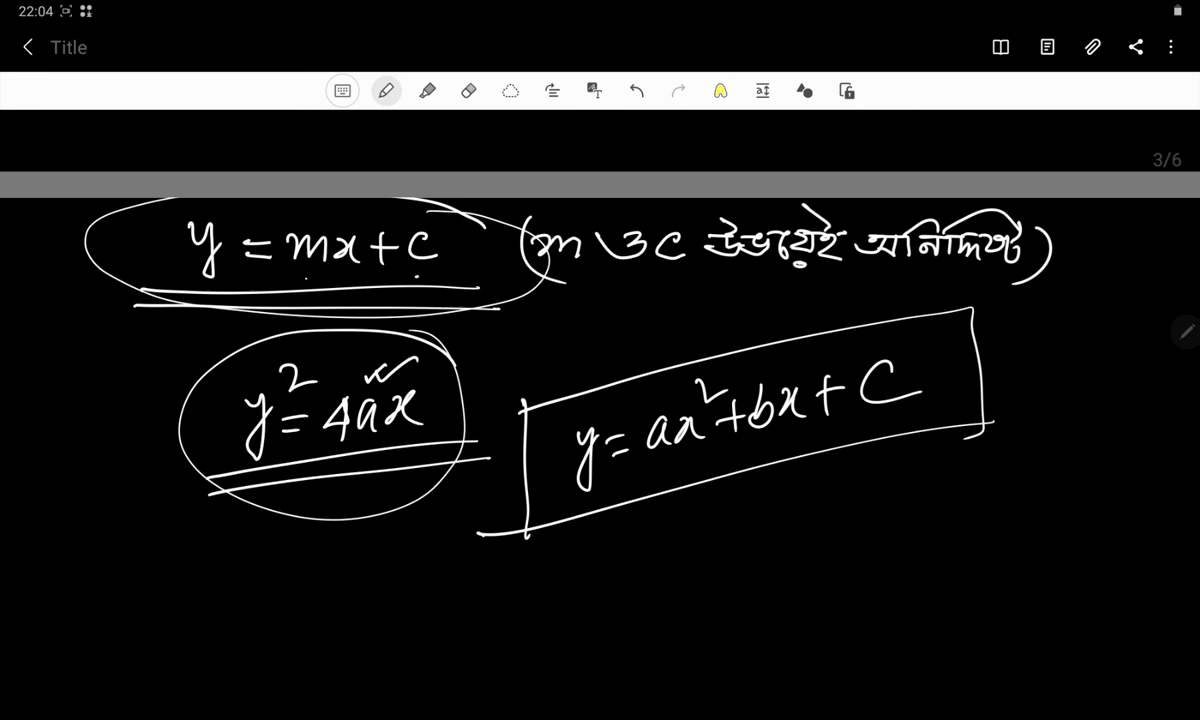 22:04
Title
3/6
y = mx + c (m ও c উভয়েই অনির্দিষ্ট)
y² = 4ax
y = ax² + bx + c